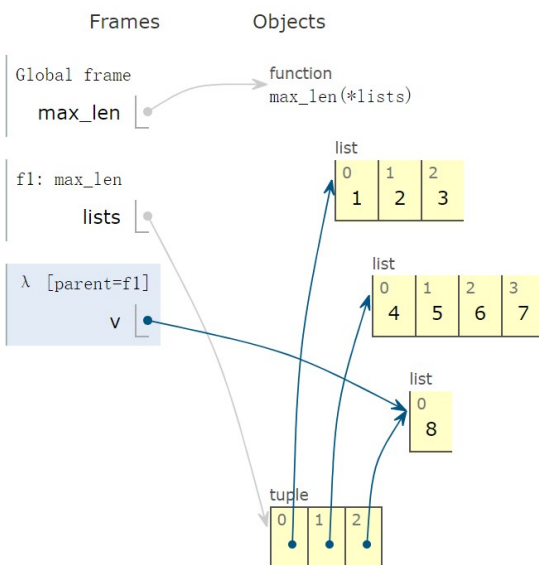 Frames Objects
Global frame
max_len
function
max_len(*lists)
list
0 1 2
1 2 3
f1: max_len
lists
list
0 1 2 3
4 5 6 7
λ [parent=f1]
v
list
0
8
tuple
0 1 2